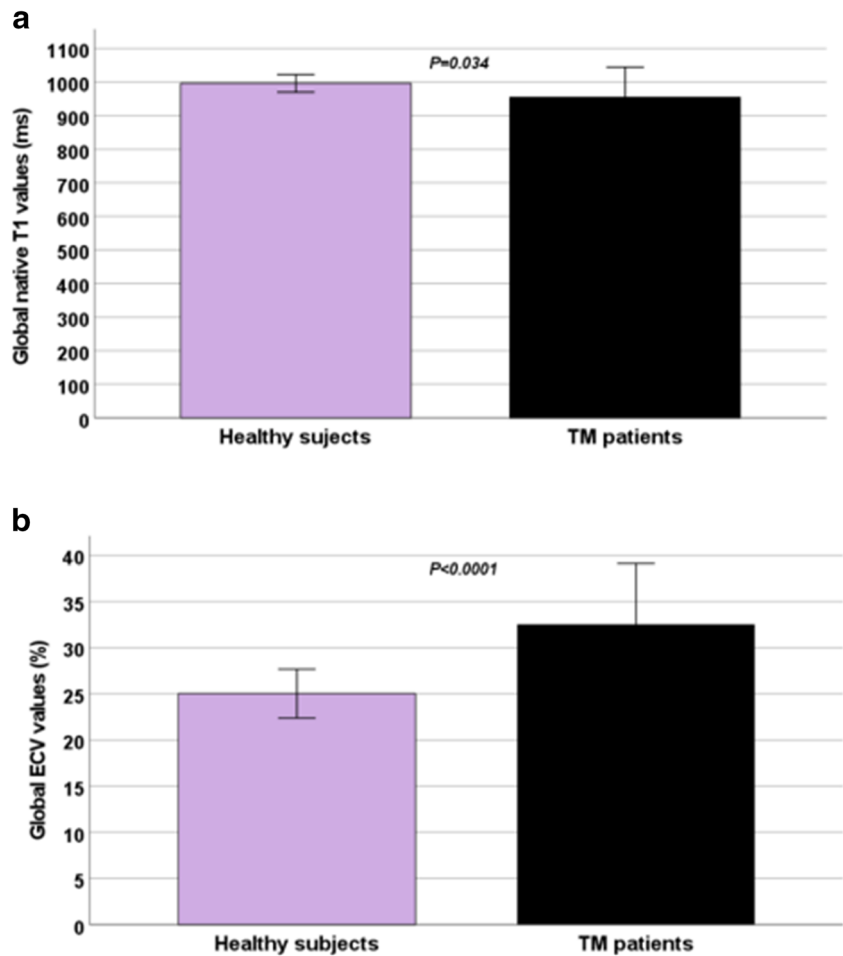 a
Global native T1 values (ms)
1100
1000
900
800
700
600
500
400
300
200
100
0
P=0.034
Healthy sujects
TM patients
b
Global ECV values (%)
40
35
30
25
20
15
10
5
0
P<0.0001
Healthy subjects
TM patients